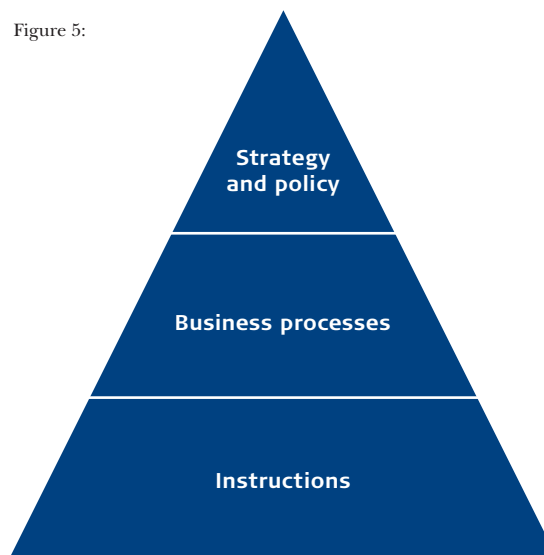 Figure 5:
Strategy
and policy
Business processes
Instructions